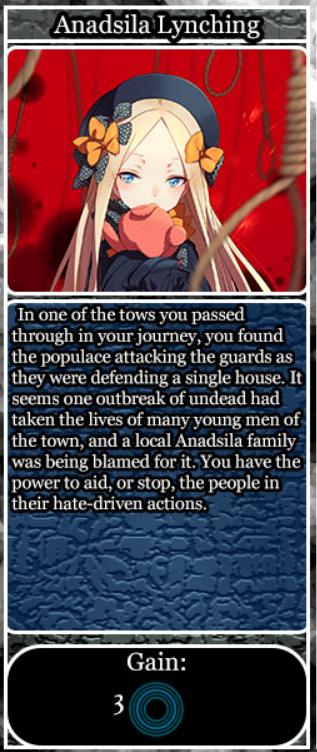 Anadsila Lynching
In one of the tows you passed
through in your journey, you found
the populace attacking the guards as
they were defending a single house. It
seems one outbreak of undead had
taken the lives of many young men of
the town, and a local Anadsila family
was being blamed for it. You have the
power to aid, or stop, the people in
their hate-driven actions.
Gain:
3